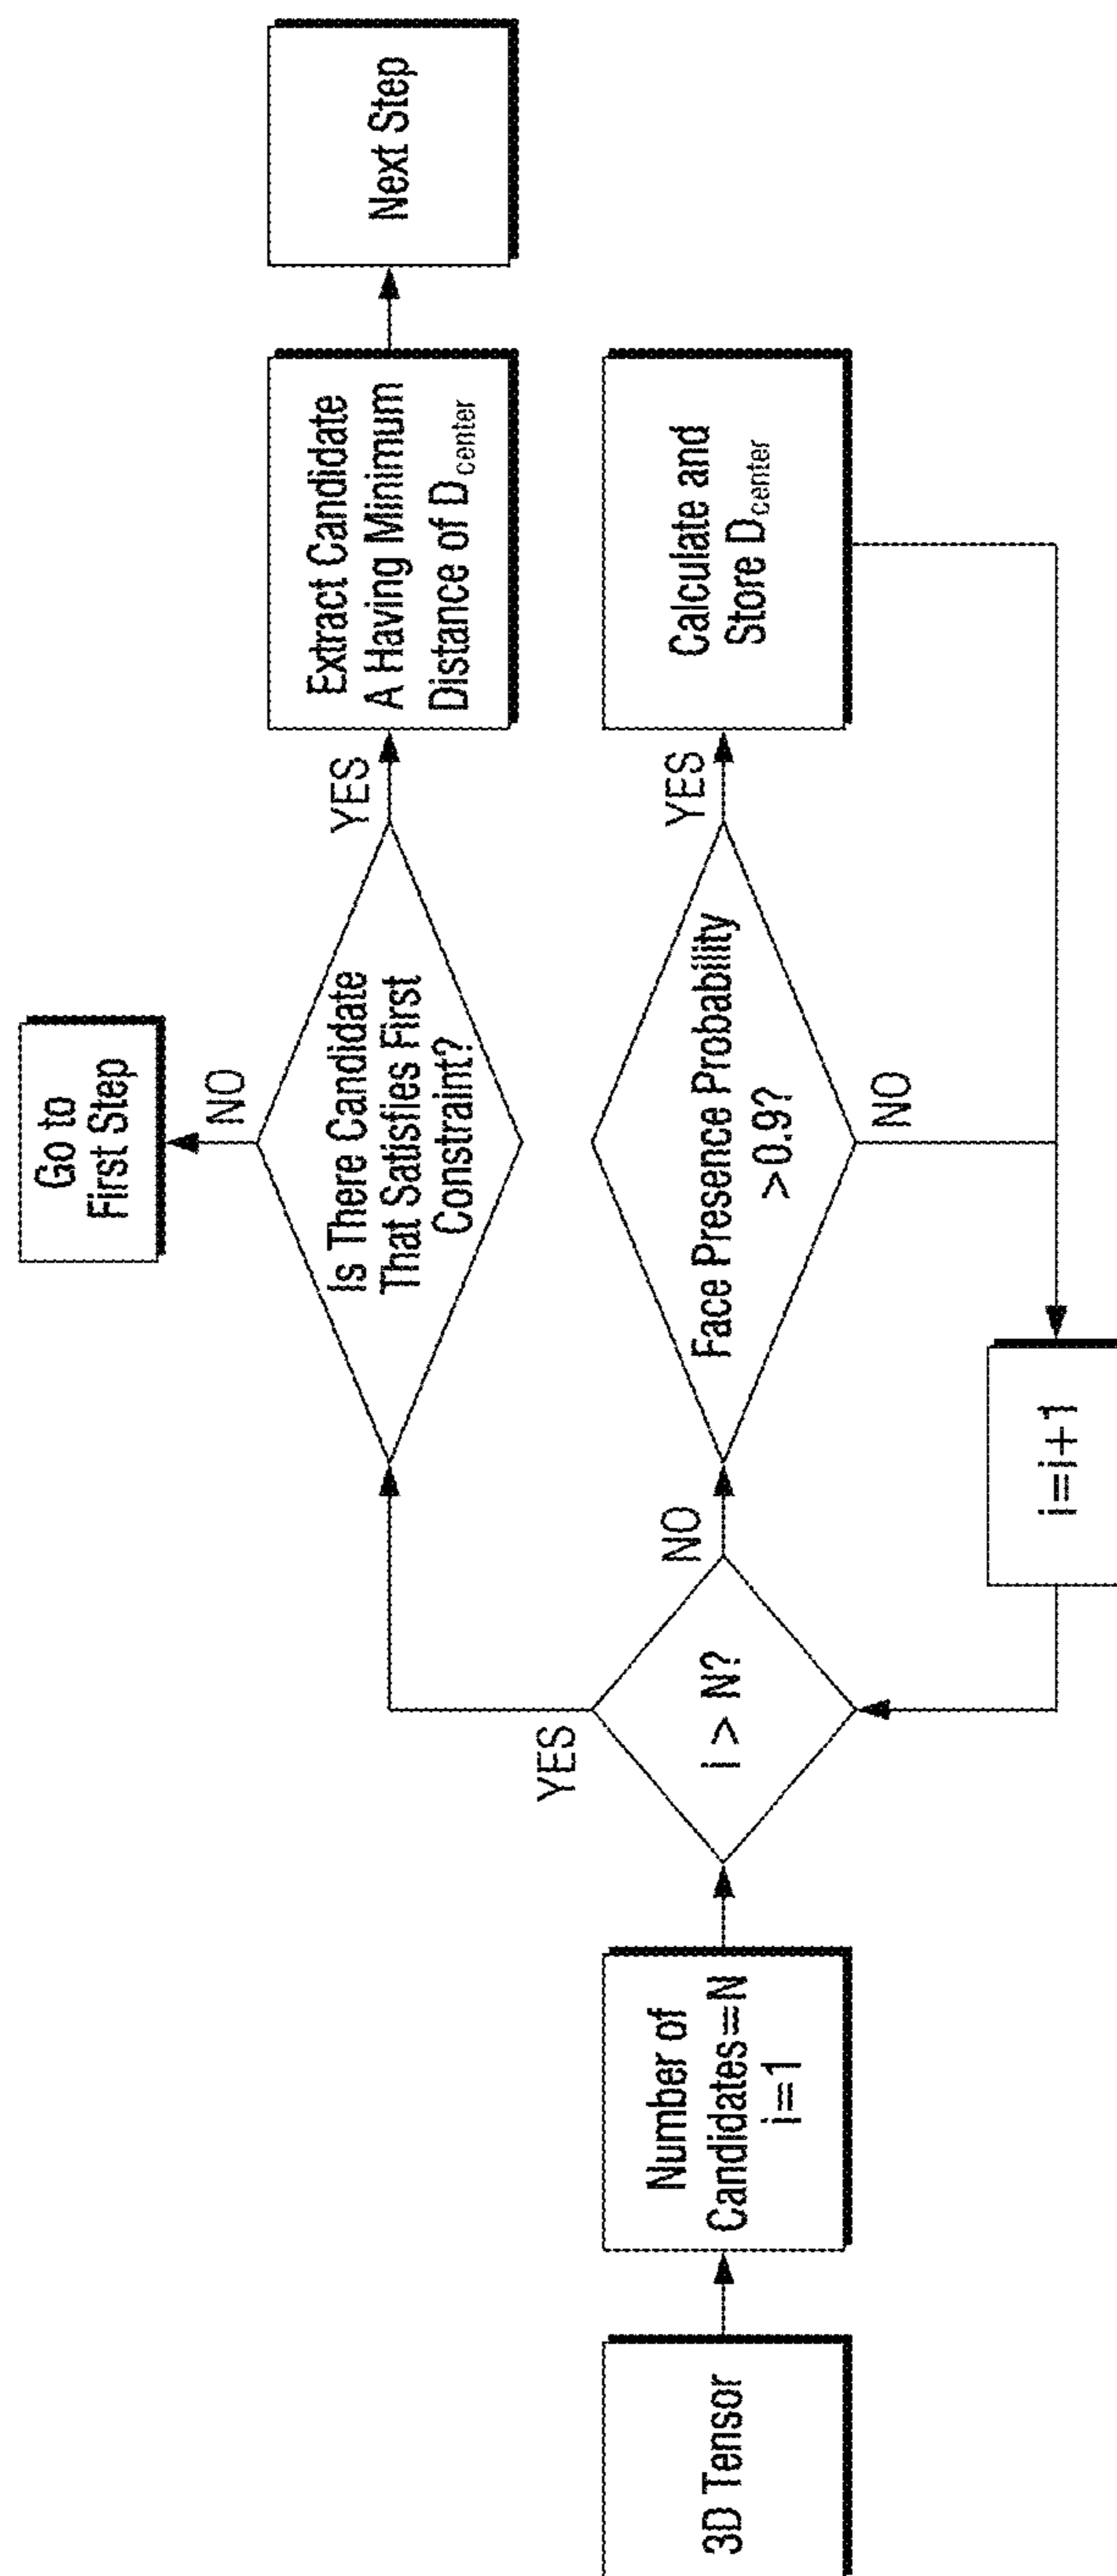 3D Tensor
Number of
Candidates=N
i=1
i > N?
YES
NO
Is There Candidate
That Satisfies First
Constraint?
NO
Go to
First Step
YES
Extract Candidate
A Having Minimum
Distance of Dcenter
Next Step
Face Presence Probability
>0.9?
YES
Calculate and
Store Dcenter
NO
i=i+1